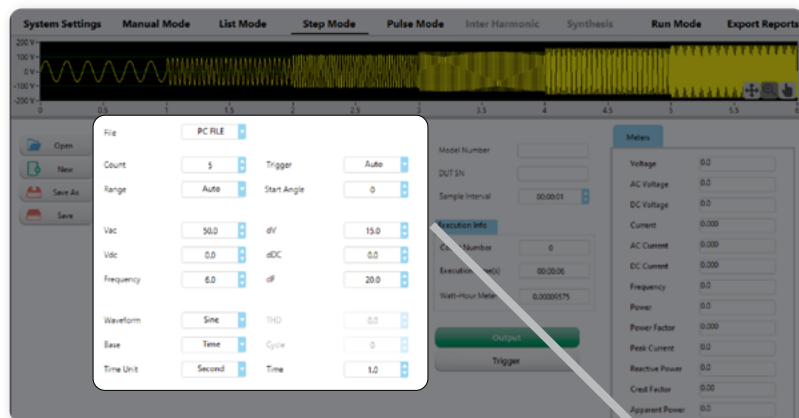 System Settings Manual Mode List Mode Step Mode Pulse Mode Inter Harmonic Synthesis Run Mode Export Reports
200 V
100 V
0 V
-100 V
-200 V
0 0.5 1 1.5 2 2.5 3 3.5 4 4.5 5 5.5 6
Open
New
Save As
Save
File PC FILE
Count 5 Trigger Auto
Range Auto Start Angle 0
Vac 50.0 dV 15.0
Vdc 0.0 dDC 0.0
Frequency 6.0 dF 20.0
Waveform Sine THD 0.0
Base Time Cycle 0
Time Unit Second Time 1.0
Model Number
DUT SN
Sample Interval 00:00:01
Execution Info
Number 0
Execution 00:00:06
Watt-Hour Meter 0.00009575
Output
Trigger
Meters
Voltage 0.0
AC Voltage 0.0
DC Voltage 0.0
Current 0.000
AC Current 0.000
DC Current 0.000
Frequency 0.0
Power 0.0
Power Factor 0.000
Peak Current 0.0
Reactive Power 0.0
Crest Factor 0.00
Apparent Power 0.0